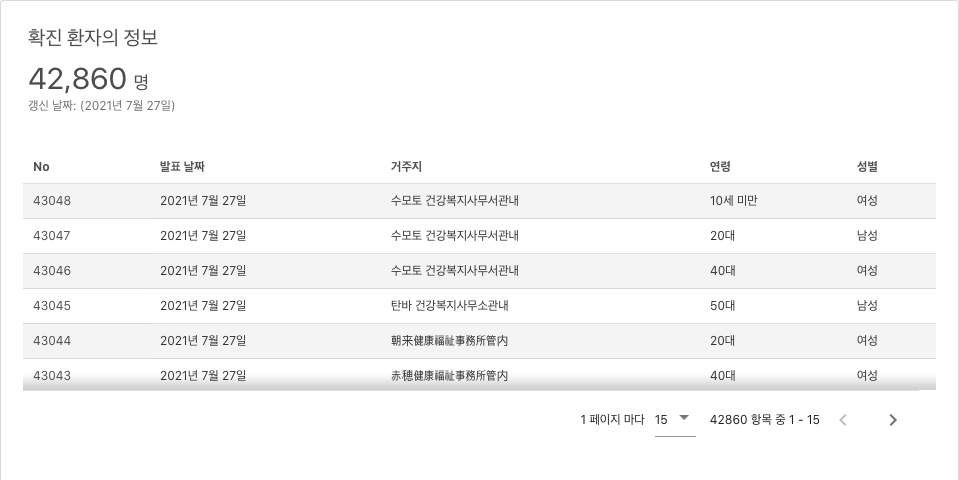 확진 환자의 정보
42,860 명
갱신 날짜: (2021년 7월 27일)
No 발표 날짜 거주지 연령 성별
43048 2021년 7월 27일 수모토 건강복지사무서관내 10세 미만 여성
43047 2021년 7월 27일 수모토 건강복지사무서관내 20대 남성
43046 2021년 7월 27일 수모토 건강복지사무서관내 40대 여성
43045 2021년 7월 27일 탄바 건강복지사무소관내 50대 남성
43044 2021년 7월 27일 朝来健康福祉事務所管内 20대 여성
43043 2021년 7월 27일 赤穂健康福祉事務所管内 40대 여성
1 페이지 마다 15 42860 항목 중 1 - 15